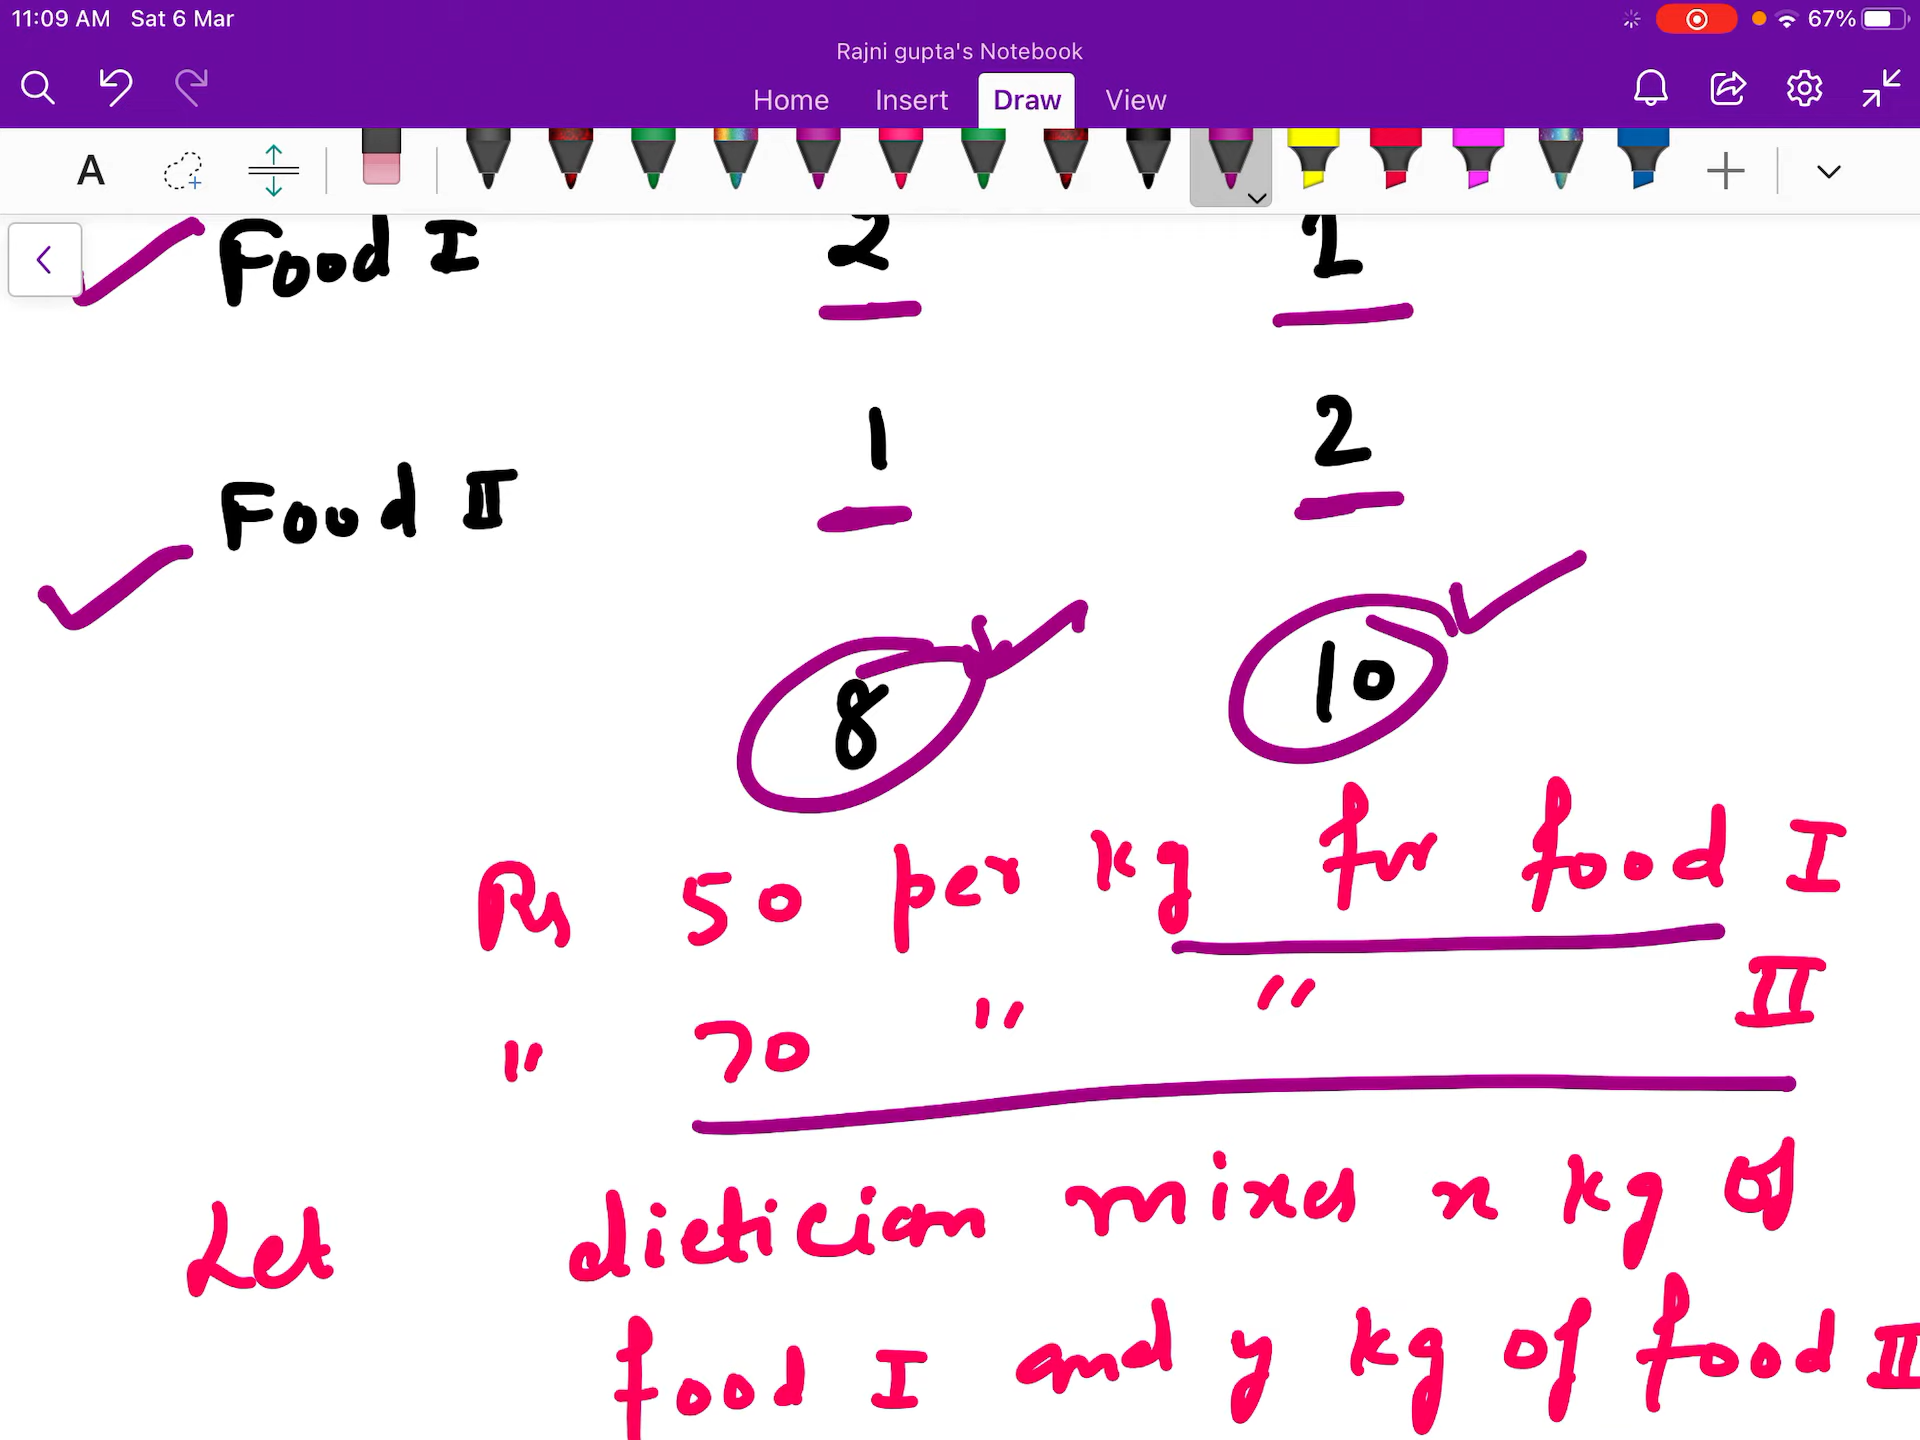 11:09 AM Sat 6 Mar 67%
Rajni gupta's Notebook
Home Insert Draw View
A
Food I 2 1
Food II 1 2
8 10
Rs 50 per kg for food I
" 70 " " II
Let dietician mixes x kg of
food I and y kg of food II